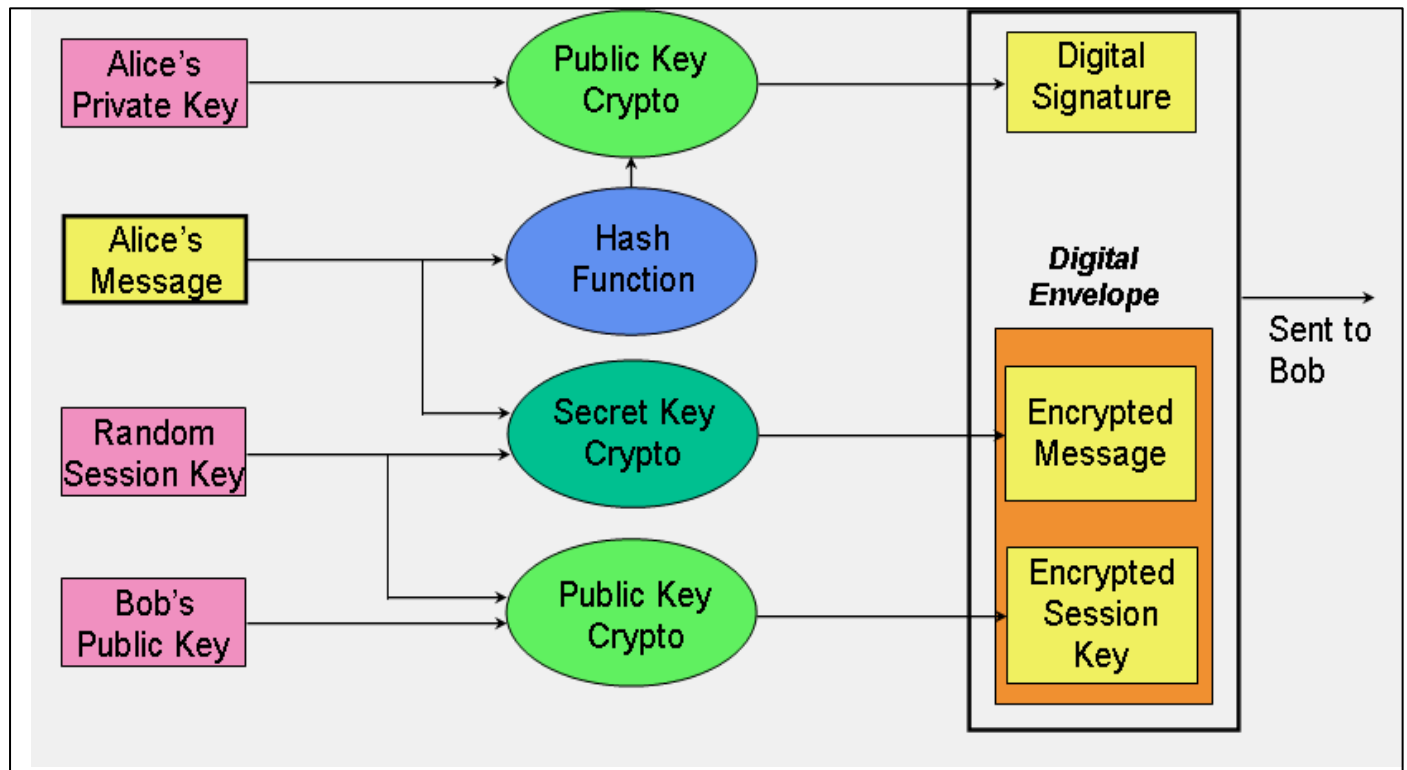 Alice's
Private Key
Public Key
Crypto
Digital
Signature
Alice's
Message
Hash
Function
Digital
Envelope
Sent to
Bob
Random
Session Key
Secret Key
Crypto
Encrypted
Message
Bob's
Public Key
Public Key
Crypto
Encrypted
Session
Key